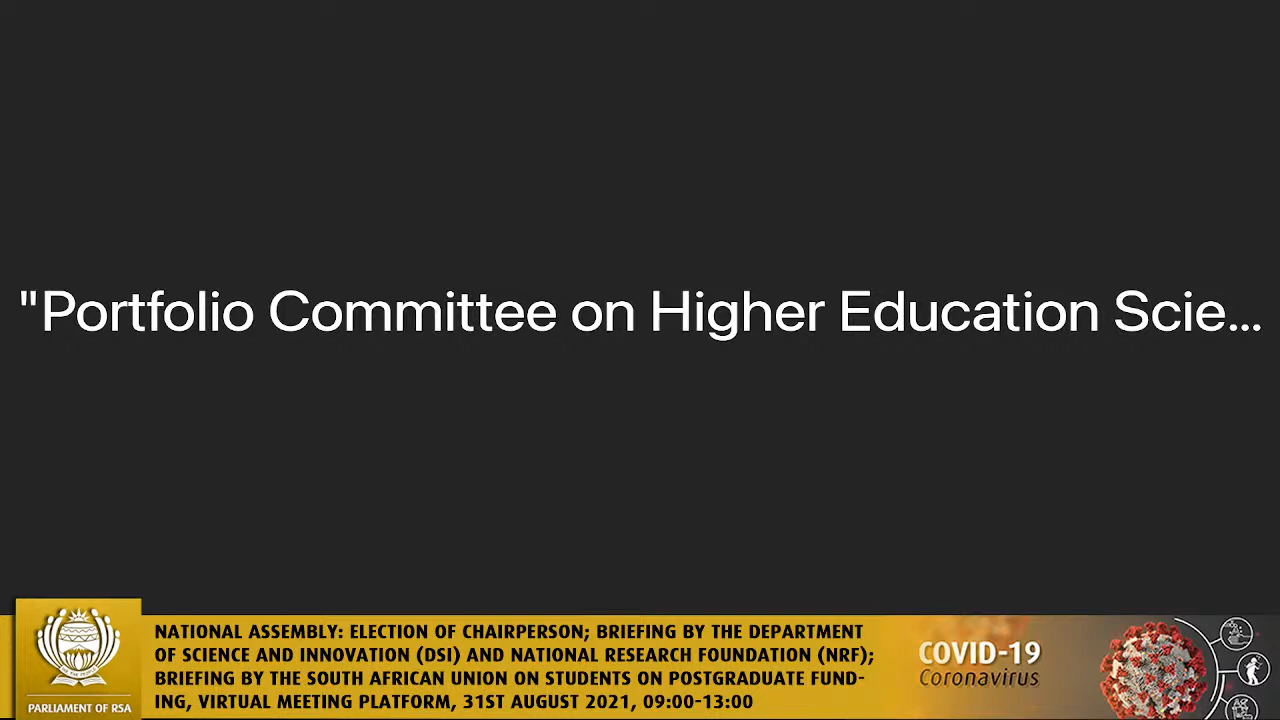 "Portfolio Committee on Higher Education Scie...
NATIONAL ASSEMBLY: ELECTION OF CHAIRPERSON; BRIEFING BY THE DEPARTMENT
OF SCIENCE AND INNOVATION (DSI) AND NATIONAL RESEARCH FOUNDATION (NRF);
BRIEFING BY THE SOUTH AFRICAN UNION ON STUDENTS ON POSTGRADUATE FUND-
ING, VIRTUAL MEETING PLATFORM, 31ST AUGUST 2021, 09:00-13:00
PARLIAMENT OF RSA
COVID-19
Coronavirus